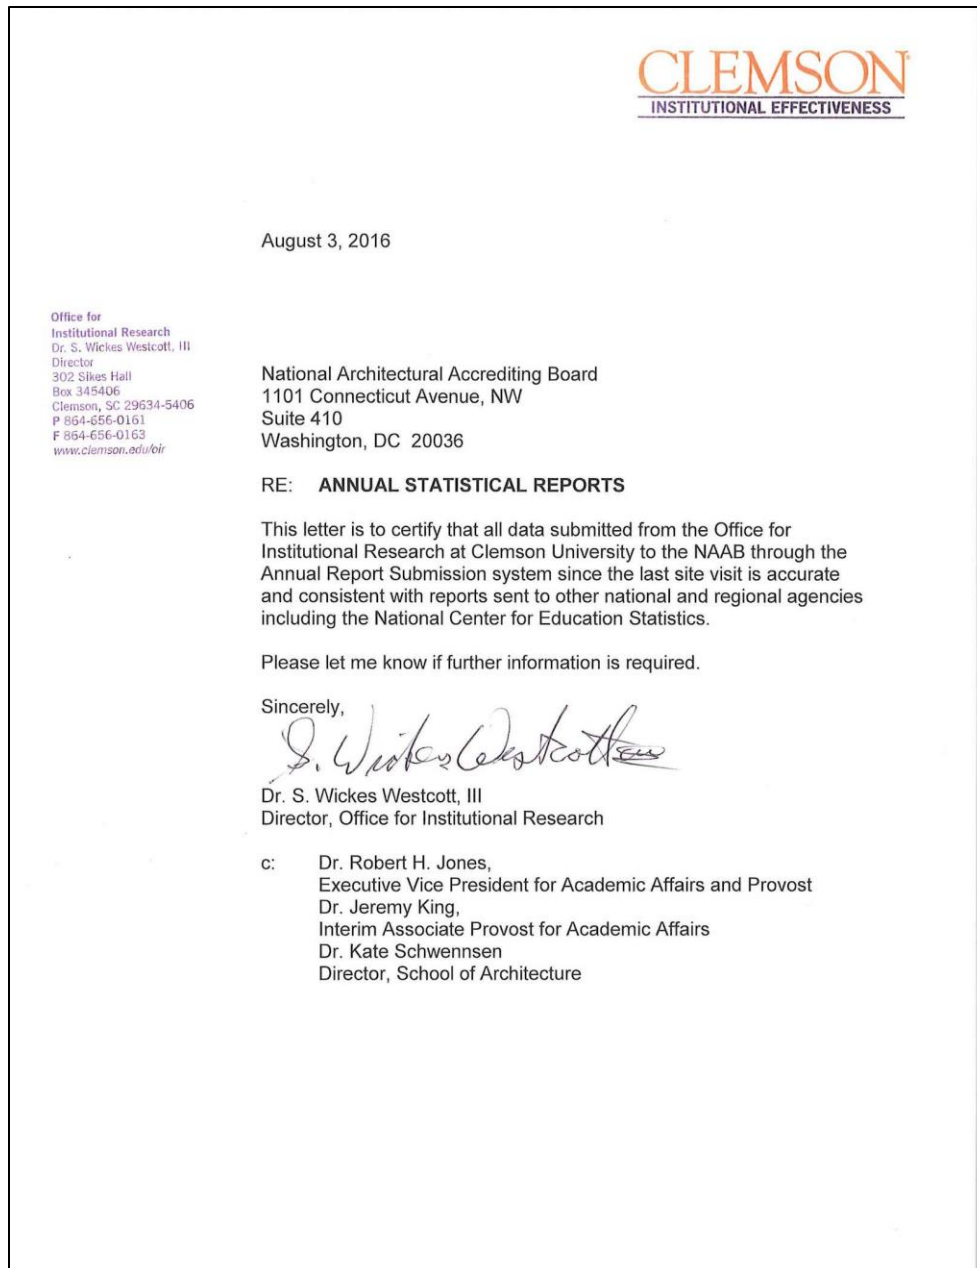 CLEMSON
INSTITUTIONAL EFFECTIVENESS
August 3, 2016
Office for
Institutional Research
Dr. S. Wickes Westcott, III
Director
302 Sikes Hall
Box 345406
Clemson, SC 29634-5406
P 864-656-0161
F 864-656-0163
www.clemson.edu/oir
National Architectural Accrediting Board
1101 Connecticut Avenue, NW
Suite 410
Washington, DC 20036
RE: ANNUAL STATISTICAL REPORTS
This letter is to certify that all data submitted from the Office for
Institutional Research at Clemson University to the NAAB through the
Annual Report Submission system since the last site visit is accurate
and consistent with reports sent to other national and regional agencies
including the National Center for Education Statistics.
Please let me know if further information is required.
Sincerely,
S. Wickes Westcott
Dr. S. Wickes Westcott, III
Director, Office for Institutional Research
c: Dr. Robert H. Jones,
Executive Vice President for Academic Affairs and Provost
Dr. Jeremy King,
Interim Associate Provost for Academic Affairs
Dr. Kate Schwennsen
Director, School of Architecture